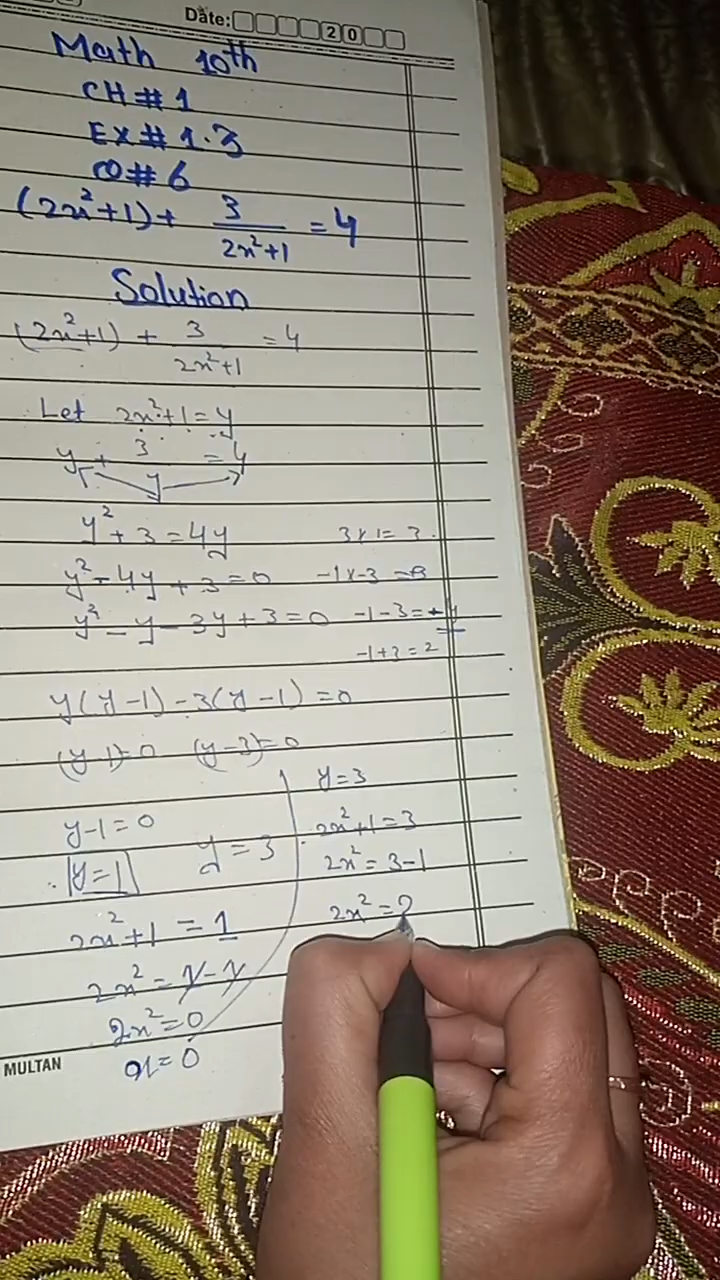 Date: 2 0
Math 10th
CH # 1
EX # 1.3
Q # 6
(2x²+1) + 3/(2x²+1) = 4
Solution
(2x²+1) + 3/(2x²+1) = 4
Let 2x²+1 = y
y + 3/y = 4
y² + 3 = 4y
3 x 1 = 3
y² - 4y + 3 = 0
-1 x -3 = 3
y² - y - 3y + 3 = 0
-1 - 3 = -4
-1 + 3 = 2
y(y-1) - 3(y-1) = 0
(y-1)=0 (y-3)=0
y-1 = 0
y=1
y = 3
2x²+1 = 1
2x² = 1-1
2x² = 0
x = 0
y = 3
2x²+1 = 3
2x² = 3-1
2x² = 2
MULTAN